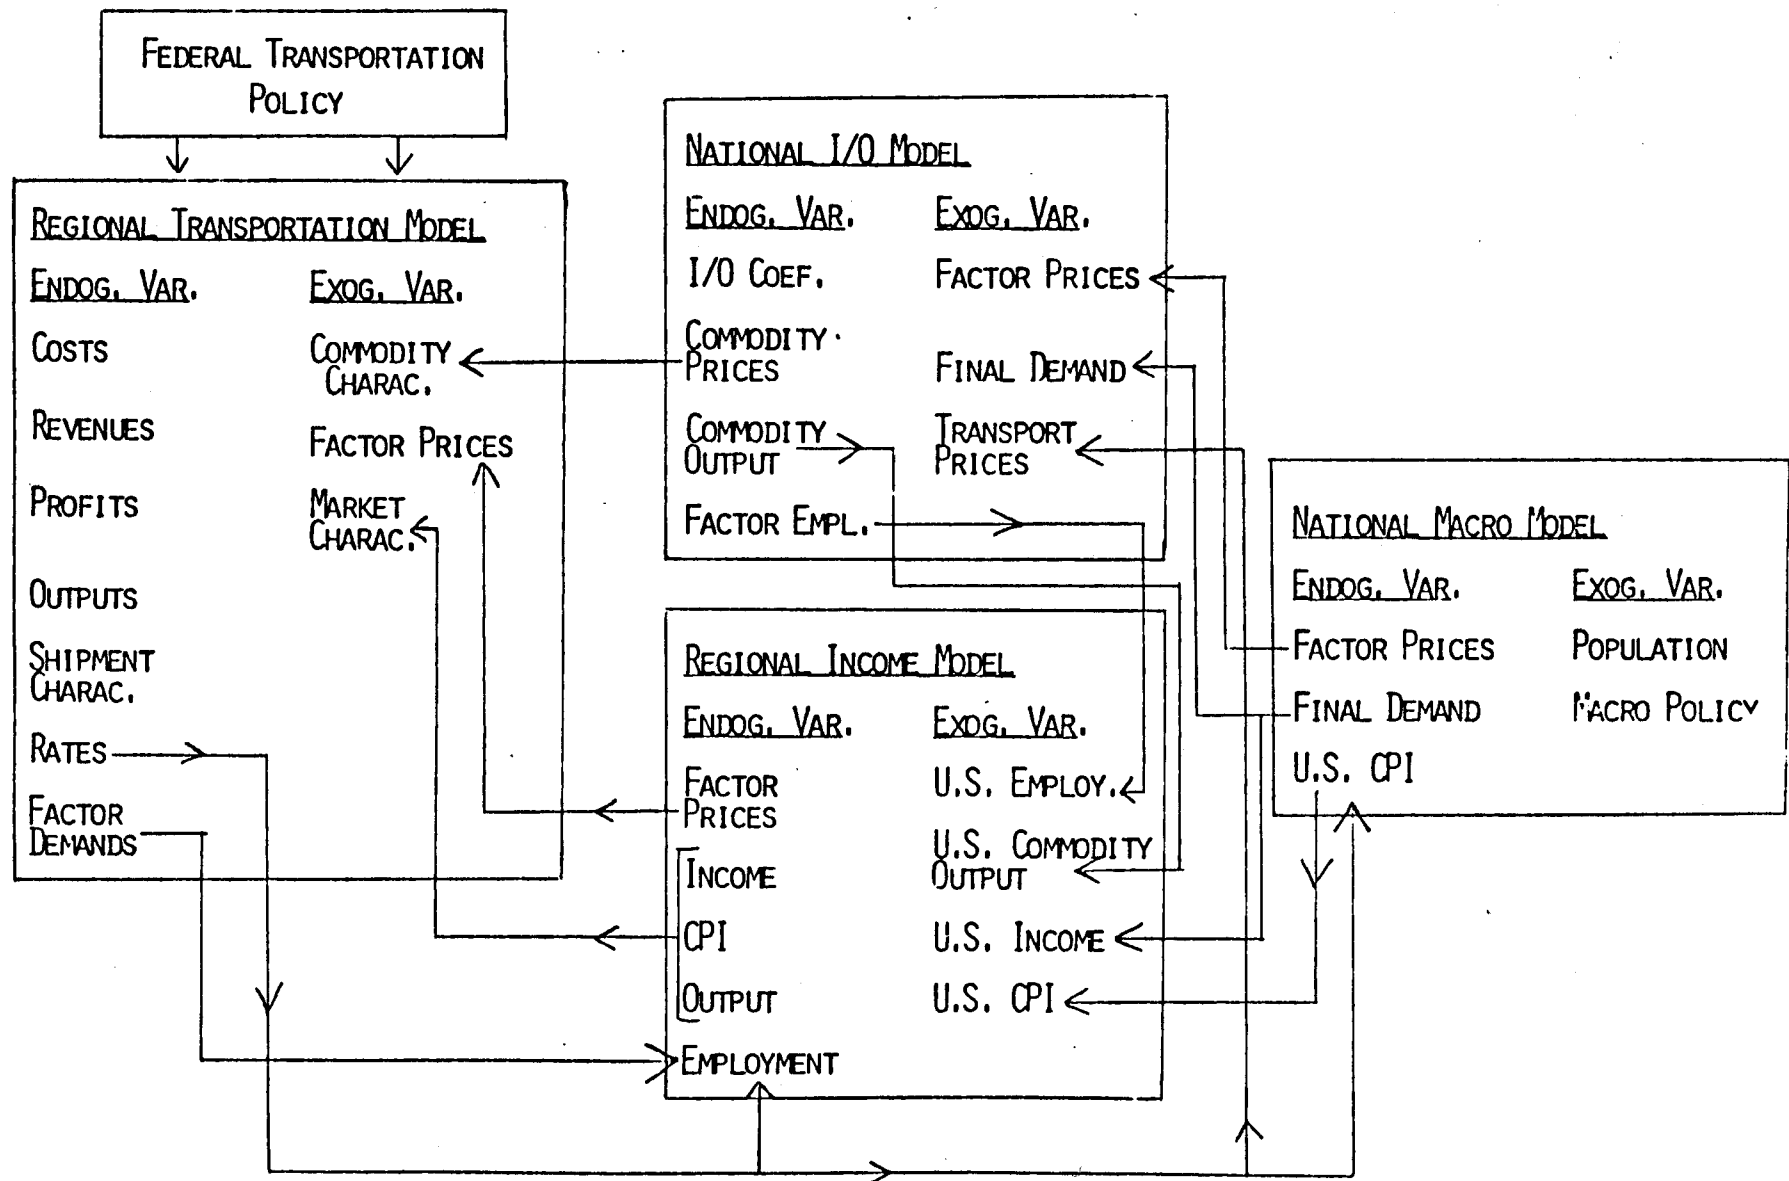 FEDERAL TRANSPORTATION
POLICY
REGIONAL TRANSPORTATION MODEL
ENDOG. VAR. EXOG. VAR.
COSTS COMMODITY
CHARAC.
REVENUES FACTOR PRICES
PROFITS MARKET
CHARAC.
OUTPUTS
SHIPMENT
CHARAC.
RATES
FACTOR
DEMANDS
NATIONAL I/O MODEL
ENDOG. VAR. EXOG. VAR.
I/O COEF. FACTOR PRICES
COMMODITY
PRICES FINAL DEMAND
COMMODITY TRANSPORT
OUTPUT PRICES
FACTOR EMPL.
REGIONAL INCOME MODEL
ENDOG. VAR. EXOG. VAR.
FACTOR U.S. EMPLOY.
PRICES
U.S. COMMODITY
INCOME OUTPUT
CPI U.S. INCOME
OUTPUT U.S. CPI
EMPLOYMENT
NATIONAL MACRO MODEL
ENDOG. VAR. EXOG. VAR.
FACTOR PRICES POPULATION
FINAL DEMAND MACRO POLICY
U.S. CPI